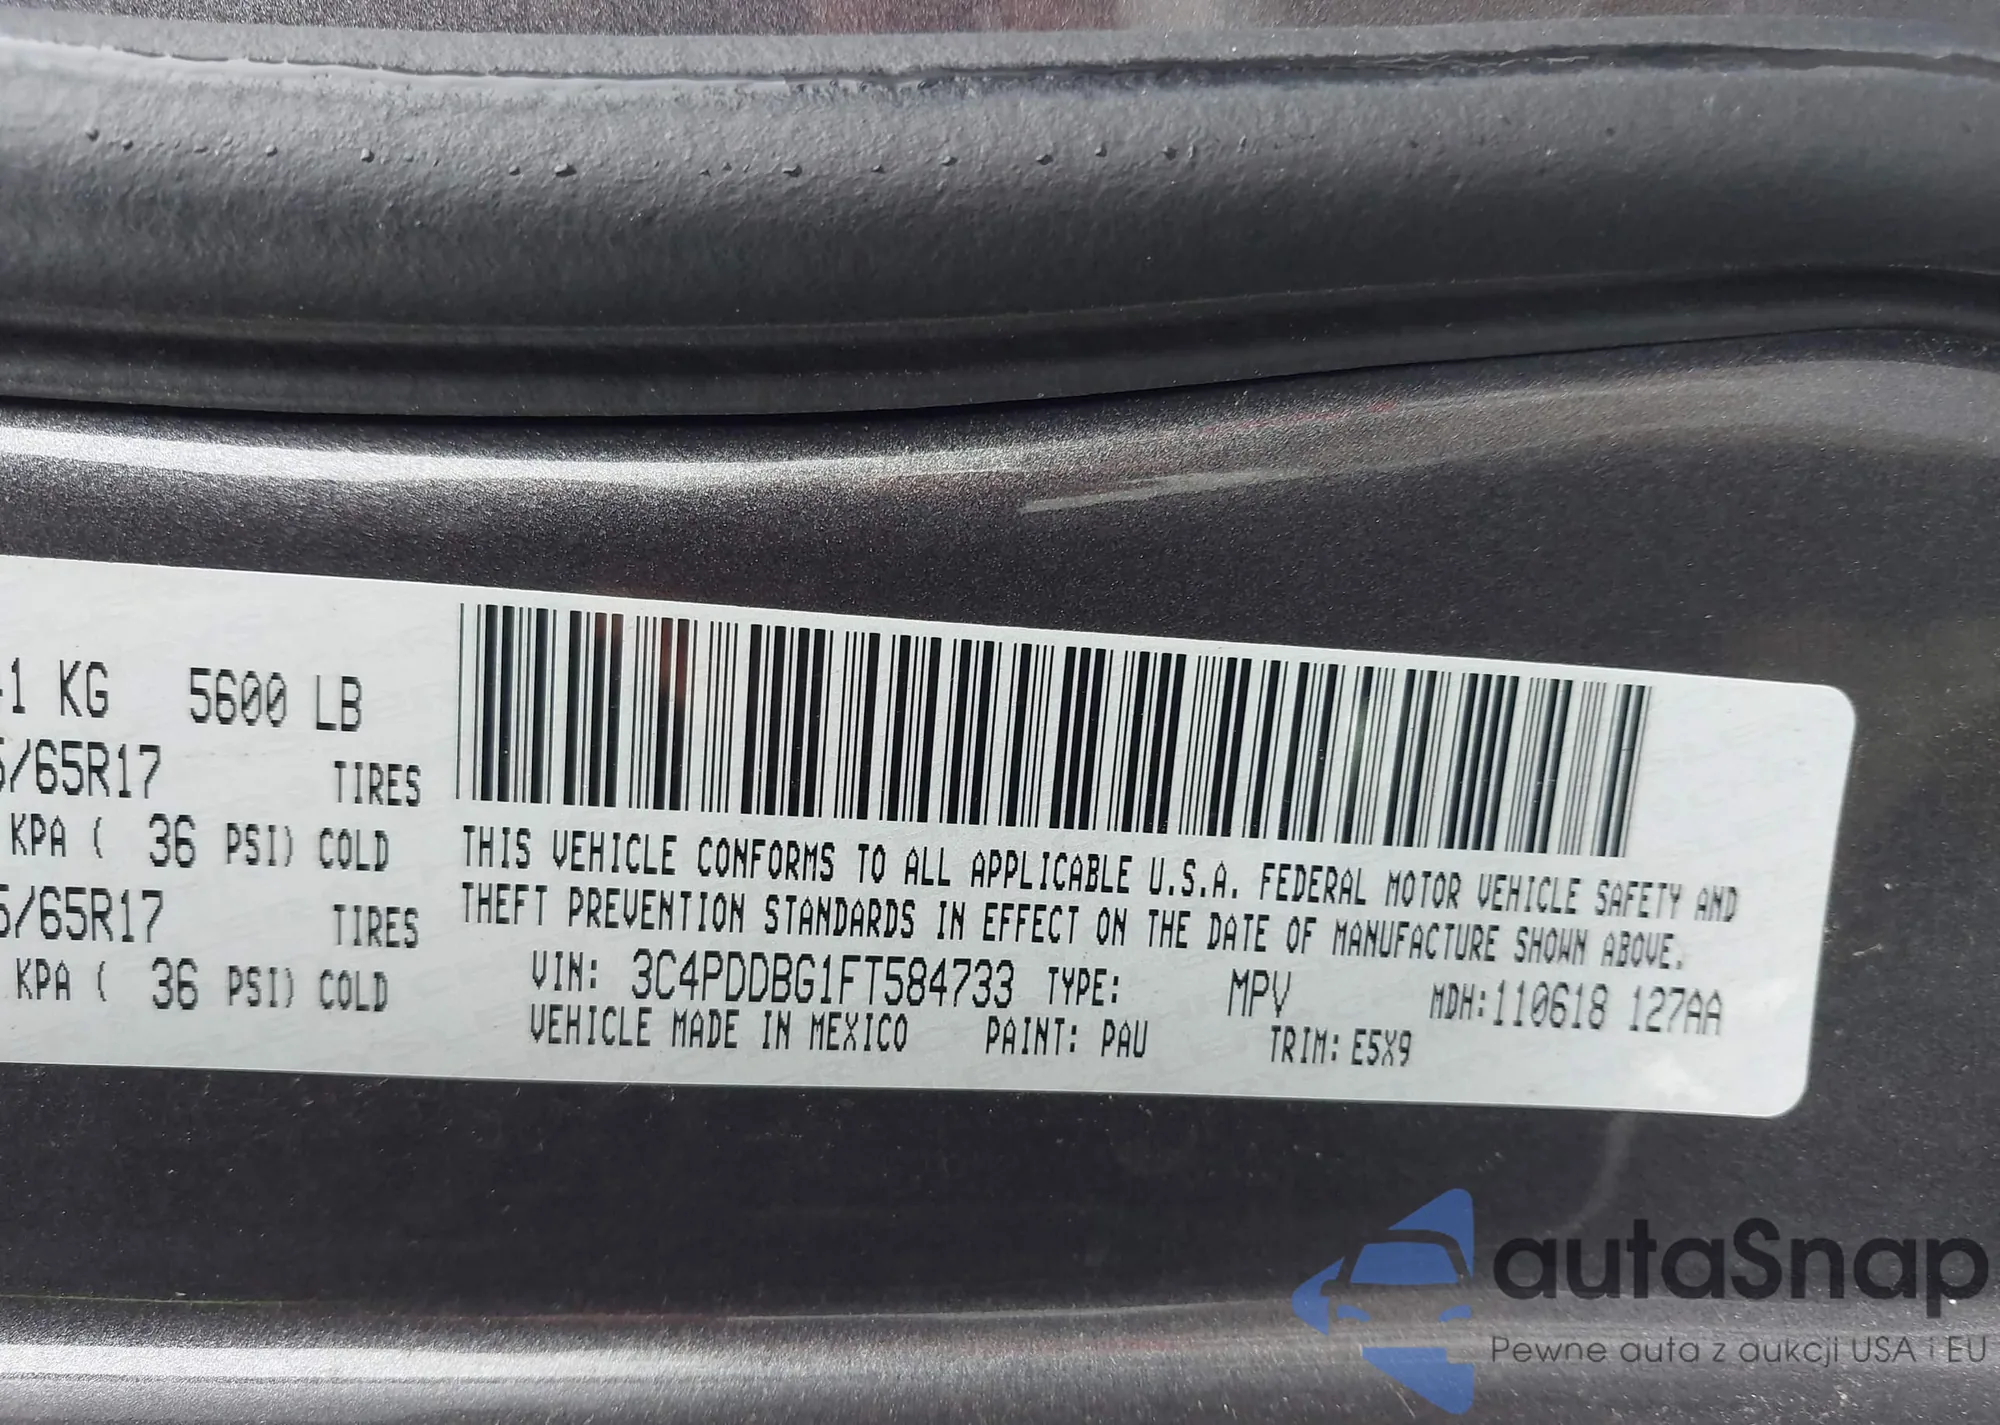 41 KG 5600 LB
5/65R17 TIRES
KPA ( 36 PSI) COLD
5/65R17 TIRES
KPA ( 36 PSI) COLD
THIS VEHICLE CONFORMS TO ALL APPLICABLE U.S.A. FEDERAL MOTOR VEHICLE SAFETY AND
THEFT PREVENTION STANDARDS IN EFFECT ON THE DATE OF MANUFACTURE SHOWN ABOVE.
VIN: 3C4PDDBG1FT584733 TYPE: MPV MDH:110618 127AA
VEHICLE MADE IN MEXICO PAINT: PAU TRIM: E5X9
autaSnap
Pewne auta z aukcji USA i EU